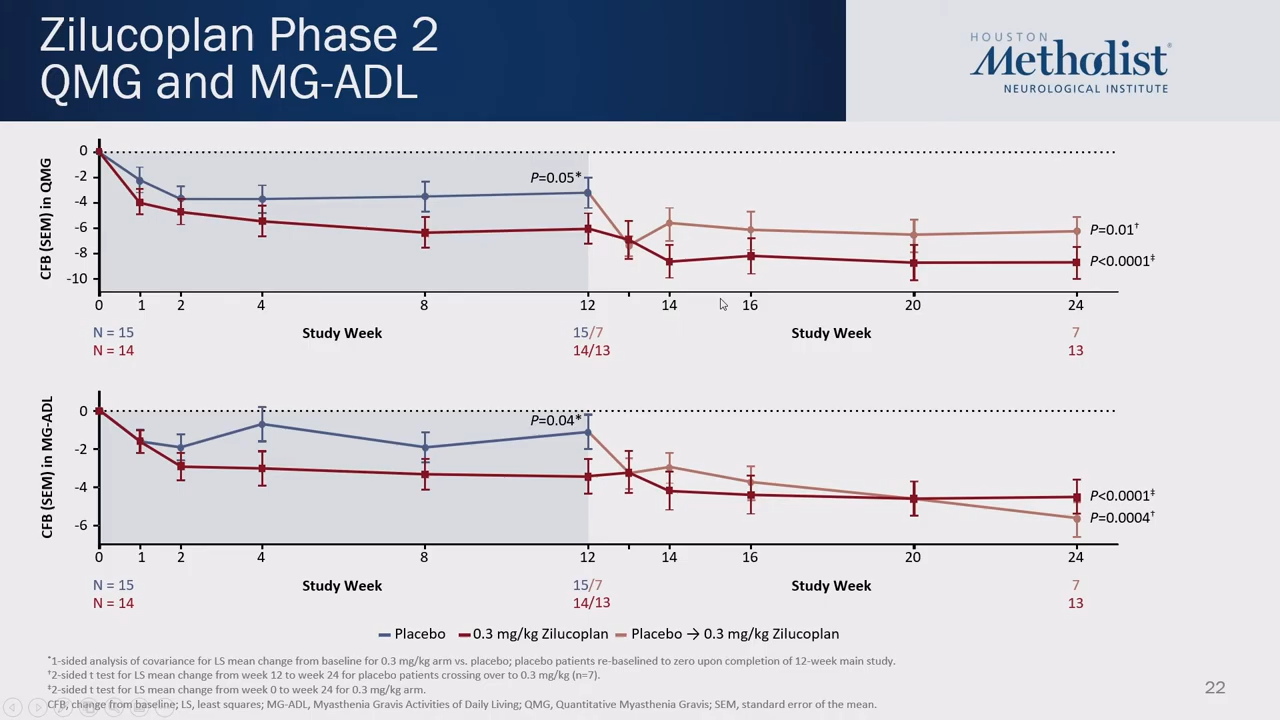 Zilucoplan Phase 2
QMG and MG-ADL
HOUSTON
Methodist®
NEUROLOGICAL INSTITUTE
CFB (SEM) in QMG
0
-2
-4
-6
-8
-10
P=0.05*
P=0.01†
P<0.0001‡
0 1 2 4 8 12 14 16 20 24
N = 15 Study Week 15/7 Study Week 7
N = 14 14/13 13
CFB (SEM) in MG-ADL
0
-2
-4
-6
P=0.04*
P<0.0001‡
P=0.0004†
0 1 2 4 8 12 14 16 20 24
N = 15 Study Week 15/7 Study Week 7
N = 14 14/13 13
Placebo 0.3 mg/kg Zilucoplan Placebo → 0.3 mg/kg Zilucoplan
*1-sided analysis of covariance for LS mean change from baseline for 0.3 mg/kg arm vs. placebo; placebo patients re-baselined to zero upon completion of 12-week main study.
†2-sided t test for LS mean change from week 12 to week 24 for placebo patients crossing over to 0.3 mg/kg (n=7).
‡2-sided t test for LS mean change from week 0 to week 24 for 0.3 mg/kg arm.
CFB, change from baseline; LS, least squares; MG-ADL, Myasthenia Gravis Activities of Daily Living; QMG, Quantitative Myasthenia Gravis; SEM, standard error of the mean.
22